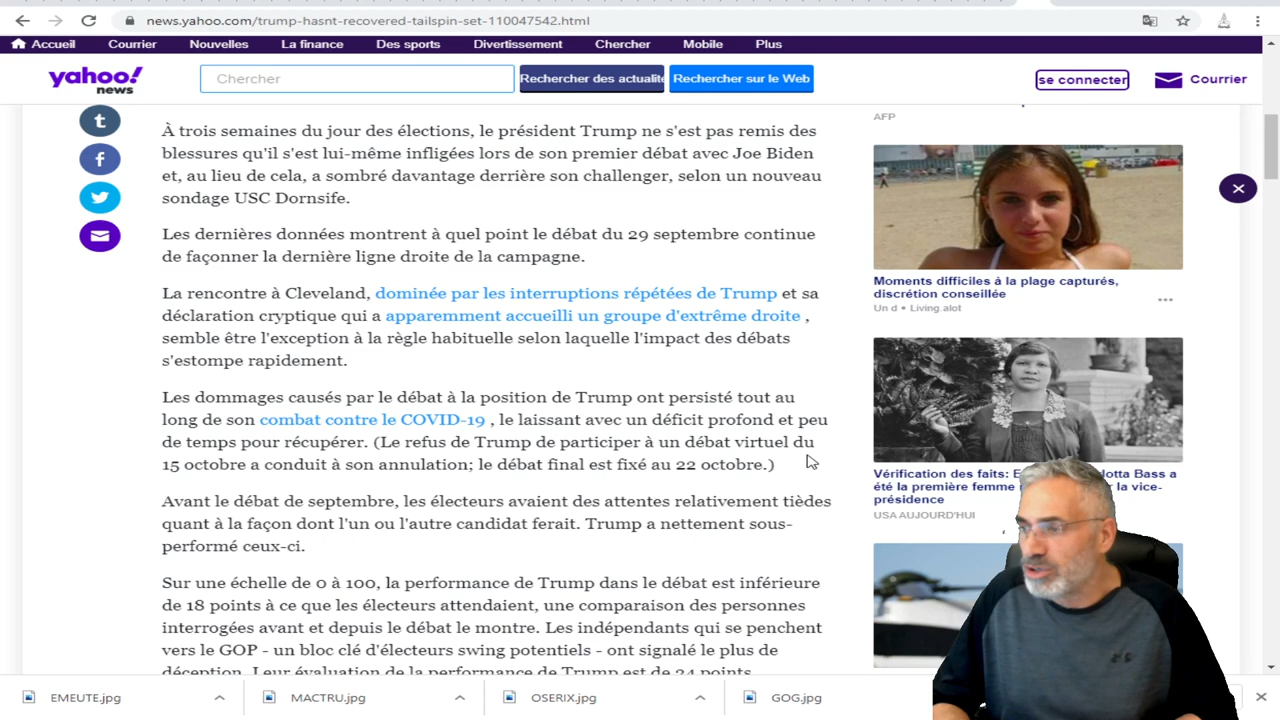 news.yahoo.com/trump-hasnt-recovered-tailspin-set-110047542.html
Accueil Courrier Nouvelles La finance Des sports Divertissement Chercher Mobile Plus
yahoo!
news
Chercher
Rechercher des actualité
Rechercher sur le Web
se connecter
Courrier
À trois semaines du jour des élections, le président Trump ne s'est pas remis des
blessures qu'il s'est lui-même infligées lors de son premier débat avec Joe Biden
et, au lieu de cela, a sombré davantage derrière son challenger, selon un nouveau
sondage USC Dornsife.
Les dernières données montrent à quel point le débat du 29 septembre continue
de façonner la dernière ligne droite de la campagne.
La rencontre à Cleveland, dominée par les interruptions répétées de Trump et sa
déclaration cryptique qui a apparemment accueilli un groupe d'extrême droite ,
semble être l'exception à la règle habituelle selon laquelle l'impact des débats
s'estompe rapidement.
Les dommages causés par le débat à la position de Trump ont persisté tout au
long de son combat contre le COVID-19 , le laissant avec un déficit profond et peu
de temps pour récupérer. (Le refus de Trump de participer à un débat virtuel du
15 octobre a conduit à son annulation; le débat final est fixé au 22 octobre.)
Avant le débat de septembre, les électeurs avaient des attentes relativement tièdes
quant à la façon dont l'un ou l'autre candidat ferait. Trump a nettement sous-
performé ceux-ci.
Sur une échelle de 0 à 100, la performance de Trump dans le débat est inférieure
de 18 points à ce que les électeurs attendaient, une comparaison des personnes
interrogées avant et depuis le débat le montre. Les indépendants qui se penchent
vers le GOP - un bloc clé d'électeurs swing potentiels - ont signalé le plus de
déception. Leur évaluation de la performance de Trump est de 24 points
AFP
Moments difficiles à la plage capturés,
discrétion conseillée
Un d • Living.alot
Vérification des faits: lotta Bass a
été la première femme r la vice-
présidence
USA AUJOURD'HUI
EMEUTE.jpg
MACTRU.jpg
OSERIX.jpg
GOG.jpg